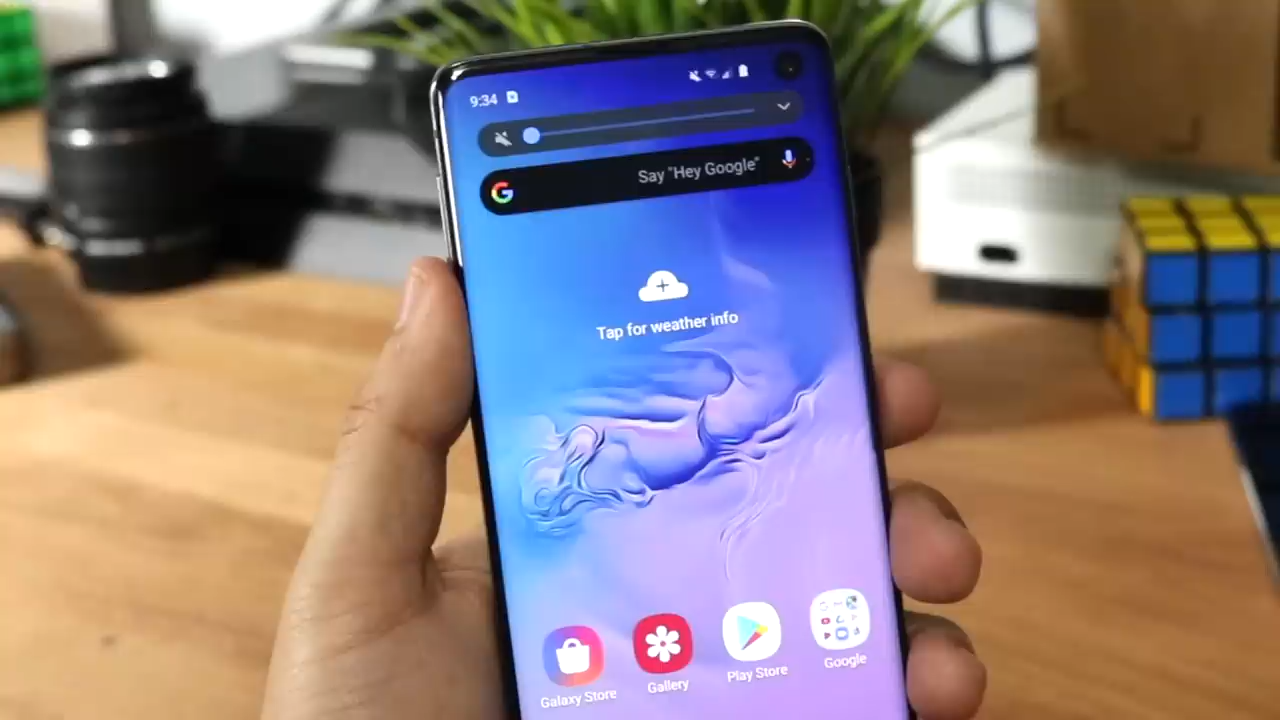 9:34
G Say "Hey Google"
Tap for weather info
Galaxy Store
Gallery
Play Store
Google